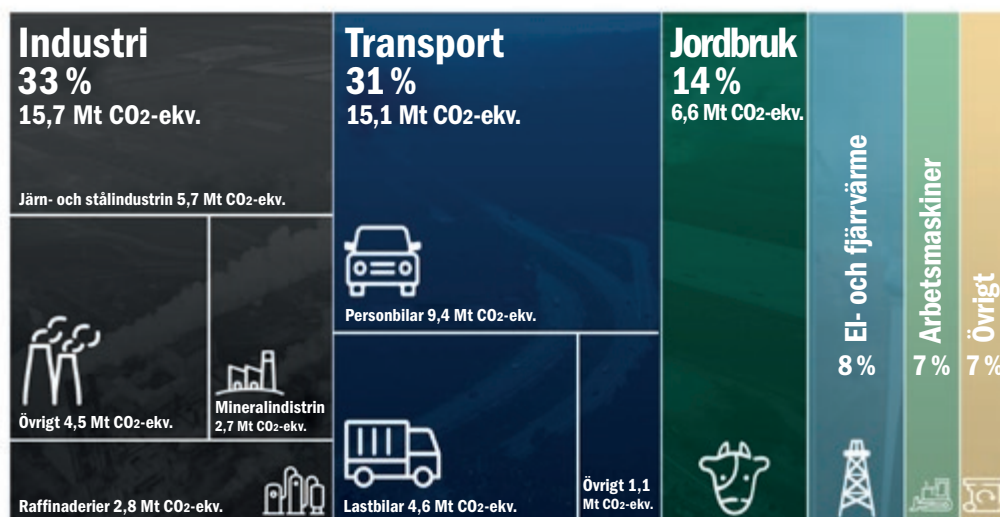 Industri
33 %
15,7 Mt CO2-ekv.
Järn- och stålindustrin 5,7 Mt CO2-ekv.
Övrigt 4,5 Mt CO2-ekv.
Mineralindistrin
2,7 Mt CO2-ekv.
Raffinaderier 2,8 Mt CO2-ekv.
Transport
31 %
15,1 Mt CO2-ekv.
Personbilar 9,4 Mt CO2-ekv.
Lastbilar 4,6 Mt CO2-ekv.
Övrigt 1,1
Mt CO2-ekv.
Jordbruk
14 %
6,6 Mt CO2-ekv.
El- och fjärrvärme
8 %
Arbetsmaskiner
7 %
Övrigt
7 %